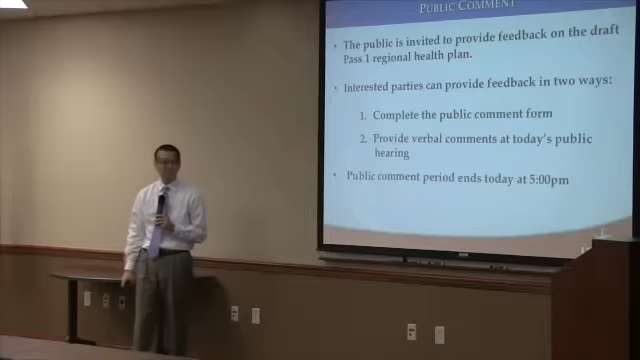 PUBLIC COMMENT
• The public is invited to provide feedback on the draft
Pass 1 regional health plan.
• Interested parties can provide feedback in two ways:
1. Complete the public comment form
2. Provide verbal comments at today's public
hearing
• Public comment period ends today at 5:00pm